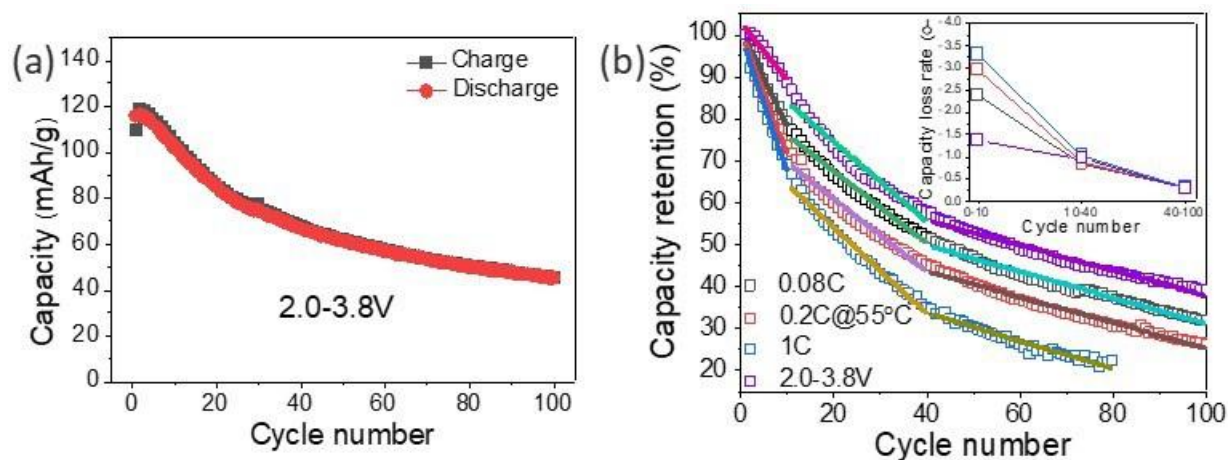 (a)
Capacity (mAh/g)
160
140
120
100
80
60
40
20
0
Charge
Discharge
2.0-3.8V
0
20
40
60
80
100
Cycle number
(b)
Capacity retention (%)
100
90
80
70
60
50
40
30
20
0.08C
0.2C@55°C
1C
2.0-3.8V
0
20
40
60
80
100
Cycle number
Capacity loss rate (
-4.0
-3.5
-3.0
-2.5
-2.0
-1.5
-1.0
-0.5
0.0
0-10
10-40
40-100
Cycle number